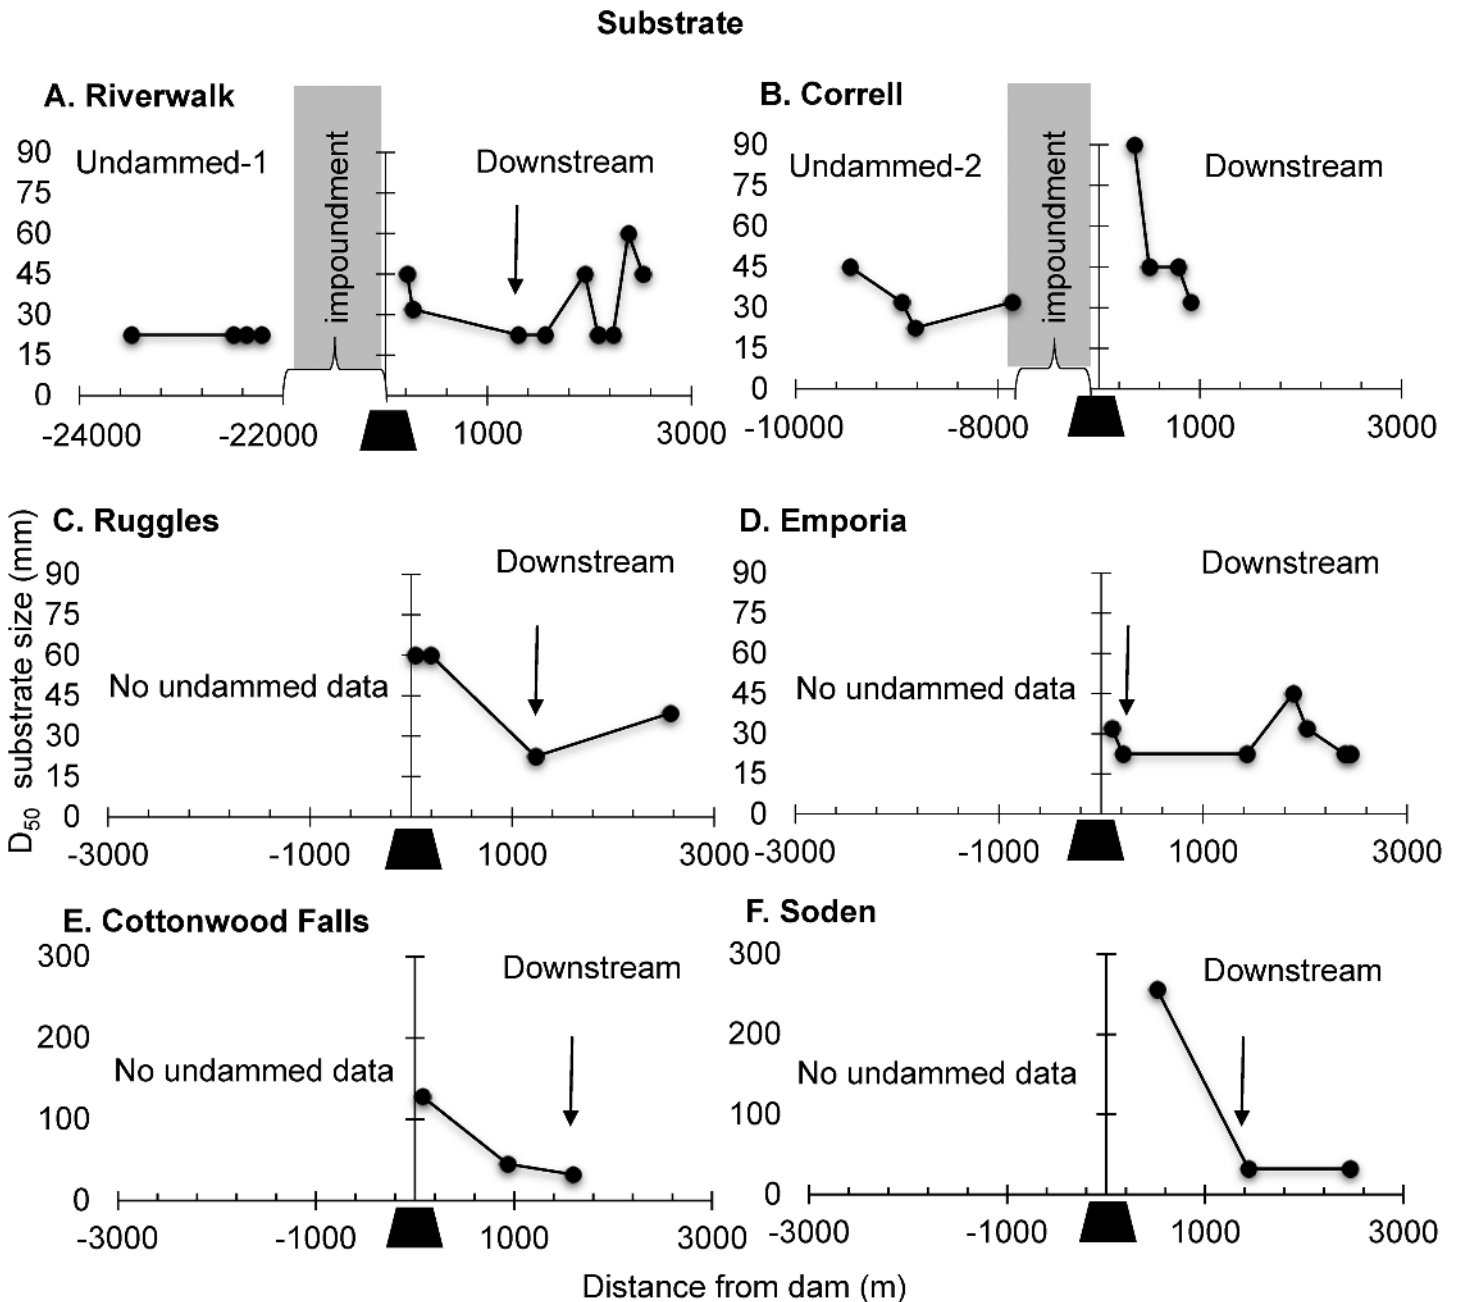 Substrate
A. Riverwalk
Undammed-1
impoundment
Downstream
90
75
60
45
30
15
0
-24000 -22000 1000 3000
B. Correll
Undammed-2
impoundment
Downstream
90
75
60
45
30
15
0
-10000 -8000 1000 3000
D50 substrate size (mm)
C. Ruggles
Downstream
No undammed data
90
75
60
45
30
15
0
-3000 -1000 1000 3000
D. Emporia
Downstream
No undammed data
90
75
60
45
30
15
0
-3000 -1000 1000 3000
E. Cottonwood Falls
Downstream
No undammed data
300
200
100
0
-3000 -1000 1000 3000
F. Soden
Downstream
No undammed data
300
200
100
0
-3000 -1000 1000 3000
Distance from dam (m)